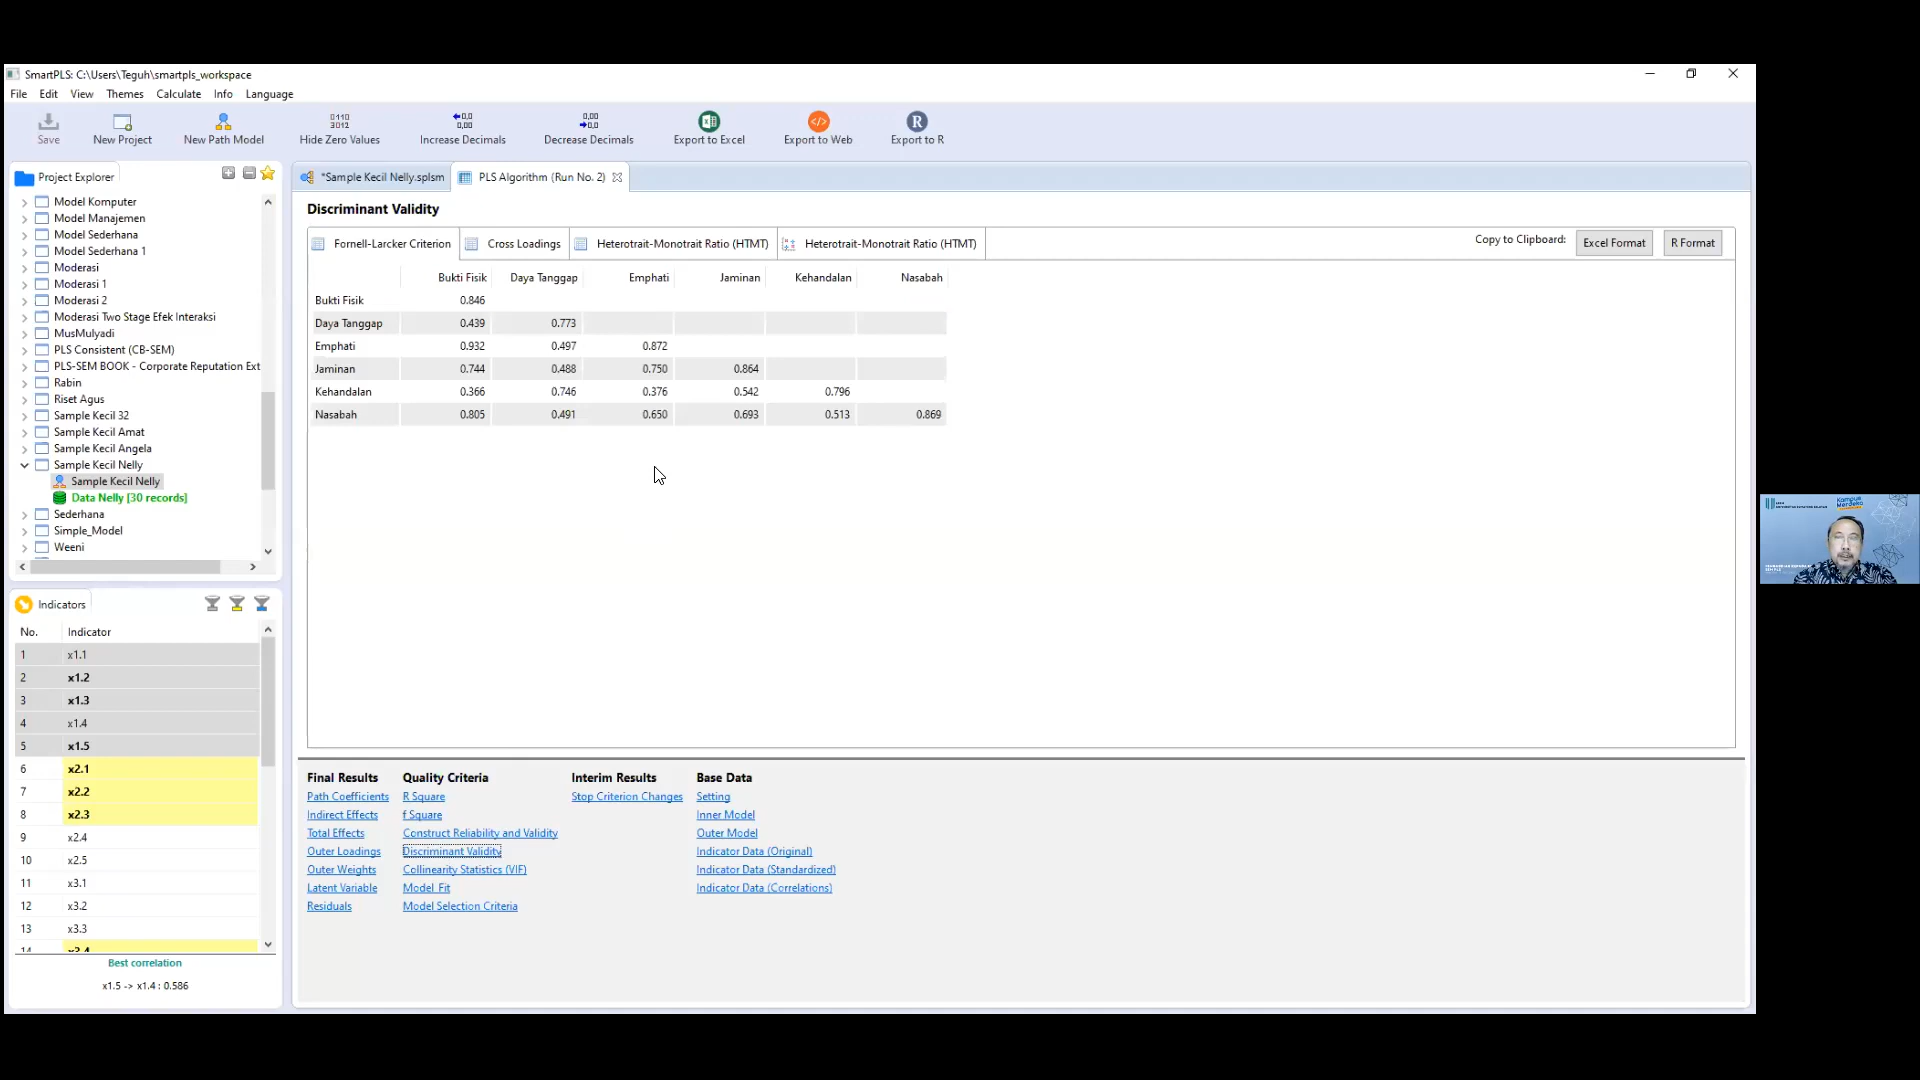 SmartPLS: C:\Users\Teguh\smartpls_workspace
File Edit View Themes Calculate Info Language
Save New Project New Path Model Hide Zero Values Increase Decimals Decrease Decimals Export to Excel Export to Web Export to R
Project Explorer
Model Komputer
Model Manajemen
Model Sederhana
Model Sederhana 1
Moderasi
Moderasi 1
Moderasi 2
Moderasi Two Stage Efek Interaksi
MusMulyadi
PLS Consistent (CB-SEM)
PLS-SEM BOOK - Corporate Reputation Ext
Rabin
Riset Agus
Sample Kecil 32
Sample Kecil Amat
Sample Kecil Angela
Sample Kecil Nelly
Sample Kecil Nelly
Data Nelly [30 records]
Sederhana
Simple_Model
Weeni
Indicators
No. Indicator
1 x1.1
2 x1.2
3 x1.3
4 x1.4
5 x1.5
6 x2.1
7 x2.2
8 x2.3
9 x2.4
10 x2.5
11 x3.1
12 x3.2
13 x3.3
14 x3.4
Best correlation
x1.5 -> x1.4 : 0.586
*Sample Kecil Nelly.splsm PLS Algorithm (Run No. 2)
Discriminant Validity
Fornell-Larcker Criterion Cross Loadings Heterotrait-Monotrait Ratio (HTMT) Heterotrait-Monotrait Ratio (HTMT) Copy to Clipboard: Excel Format R Format
Bukti Fisik Daya Tanggap Emphati Jaminan Kehandalan Nasabah
Bukti Fisik 0.846
Daya Tanggap 0.439 0.773
Emphati 0.932 0.497 0.872
Jaminan 0.744 0.488 0.750 0.864
Kehandalan 0.366 0.746 0.376 0.542 0.796
Nasabah 0.805 0.491 0.650 0.693 0.513 0.869
Final Results Quality Criteria Interim Results Base Data
Path Coefficients R Square Stop Criterion Changes Setting
Indirect Effects f Square Inner Model
Total Effects Construct Reliability and Validity Outer Model
Outer Loadings Discriminant Validity Indicator Data (Original)
Outer Weights Collinearity Statistics (VIF) Indicator Data (Standardized)
Latent Variable Model_Fit Indicator Data (Correlations)
Residuals Model Selection Criteria
Kampus
Merdeka